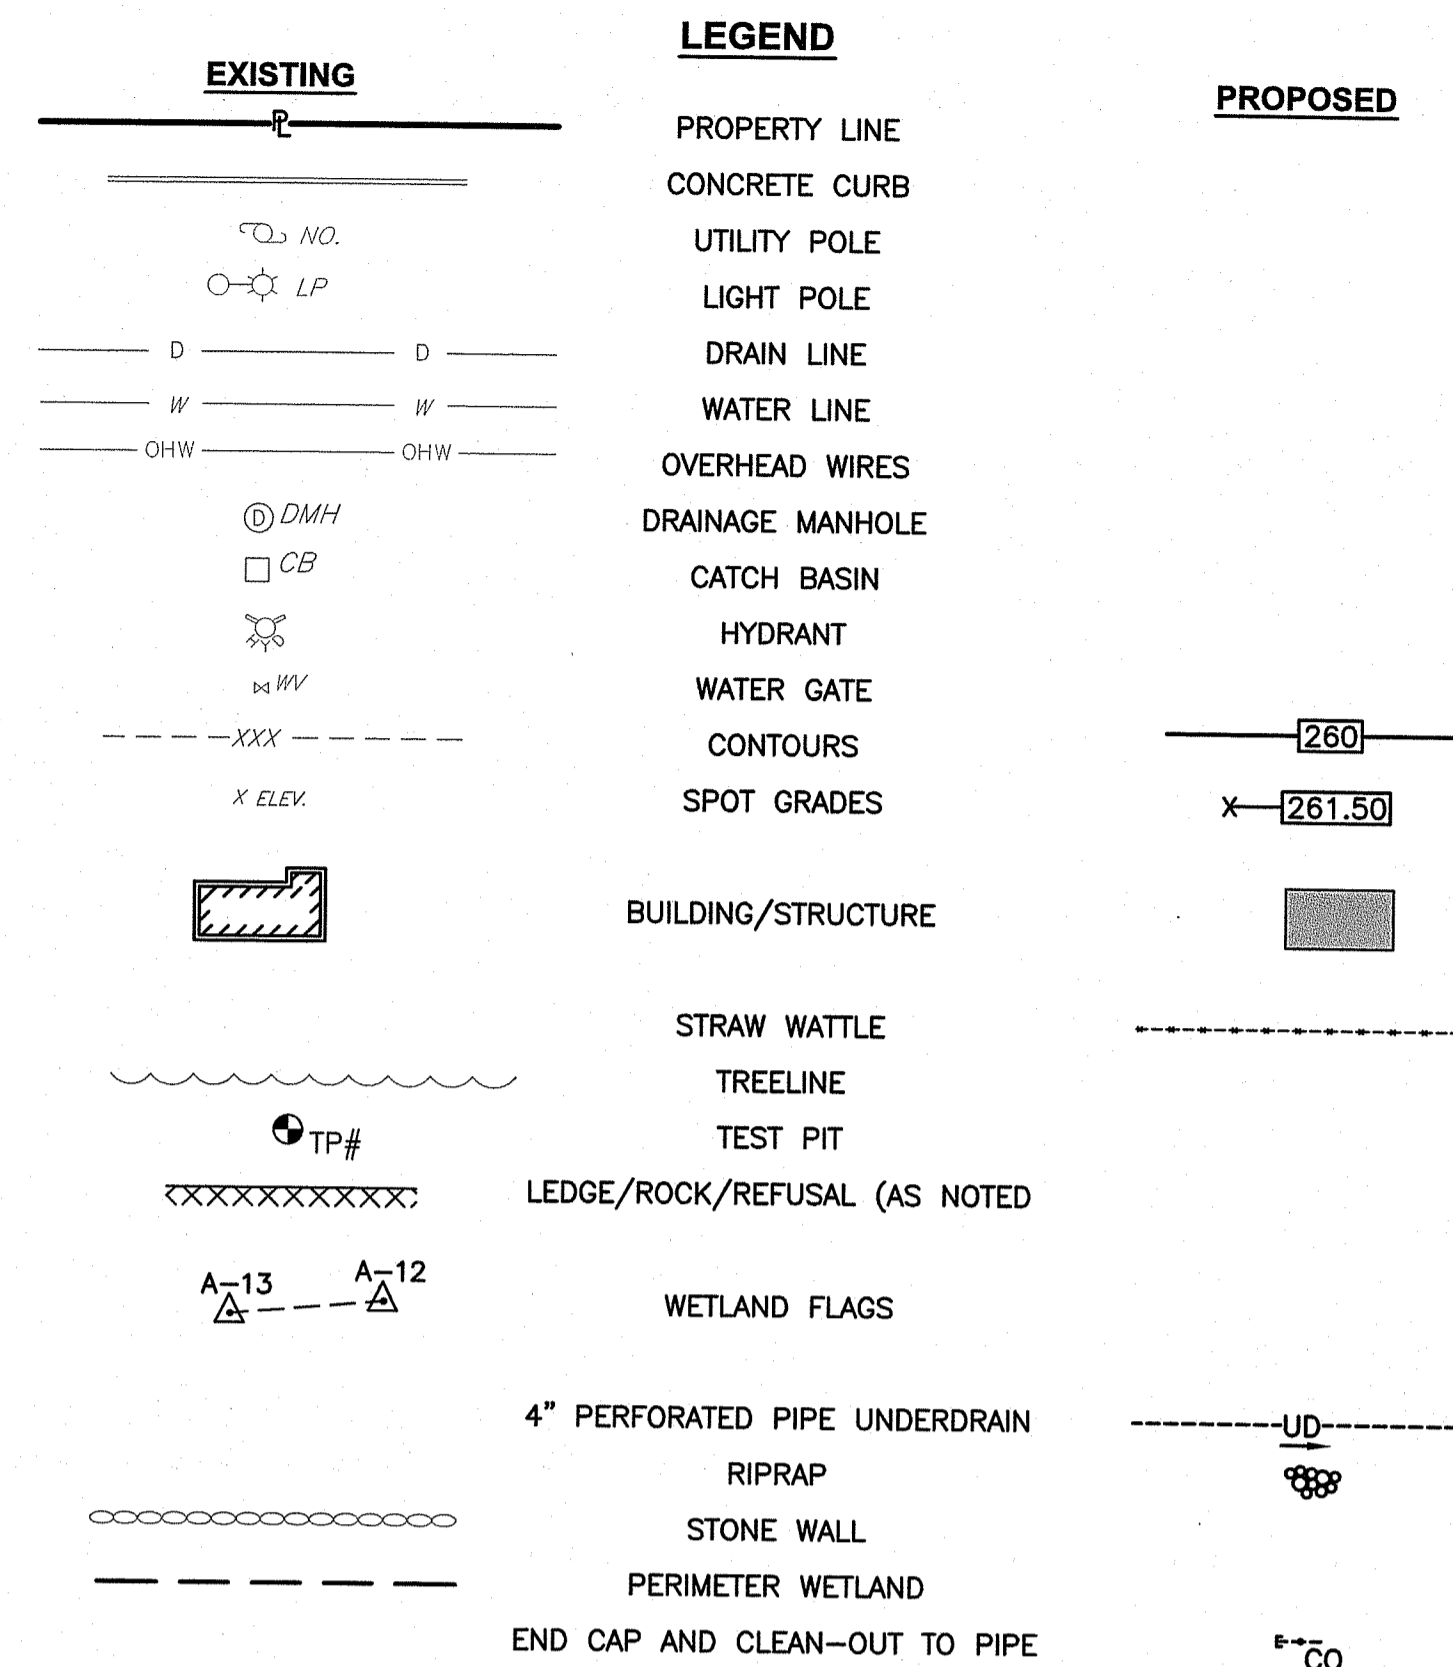 LEGEND
EXISTING
PROPOSED
PL PROPERTY LINE
CONCRETE CURB
NO. UTILITY POLE
LP LIGHT POLE
D D DRAIN LINE
W W WATER LINE
OHW OHW OVERHEAD WIRES
D DMH DRAINAGE MANHOLE
CB CATCH BASIN
HYD HYDRANT
WV WATER GATE
XXX CONTOURS 260
X ELEV. SPOT GRADES X 261.50
BUILDING/STRUCTURE
STRAW WATTLE
TREELINE
TP# TEST PIT
LEDGE/ROCK/REFUSAL (AS NOTED
A-13 A-12 WETLAND FLAGS
4" PERFORATED PIPE UNDERDRAIN UD
RIPRAP
STONE WALL
PERIMETER WETLAND
END CAP AND CLEAN-OUT TO PIPE CO